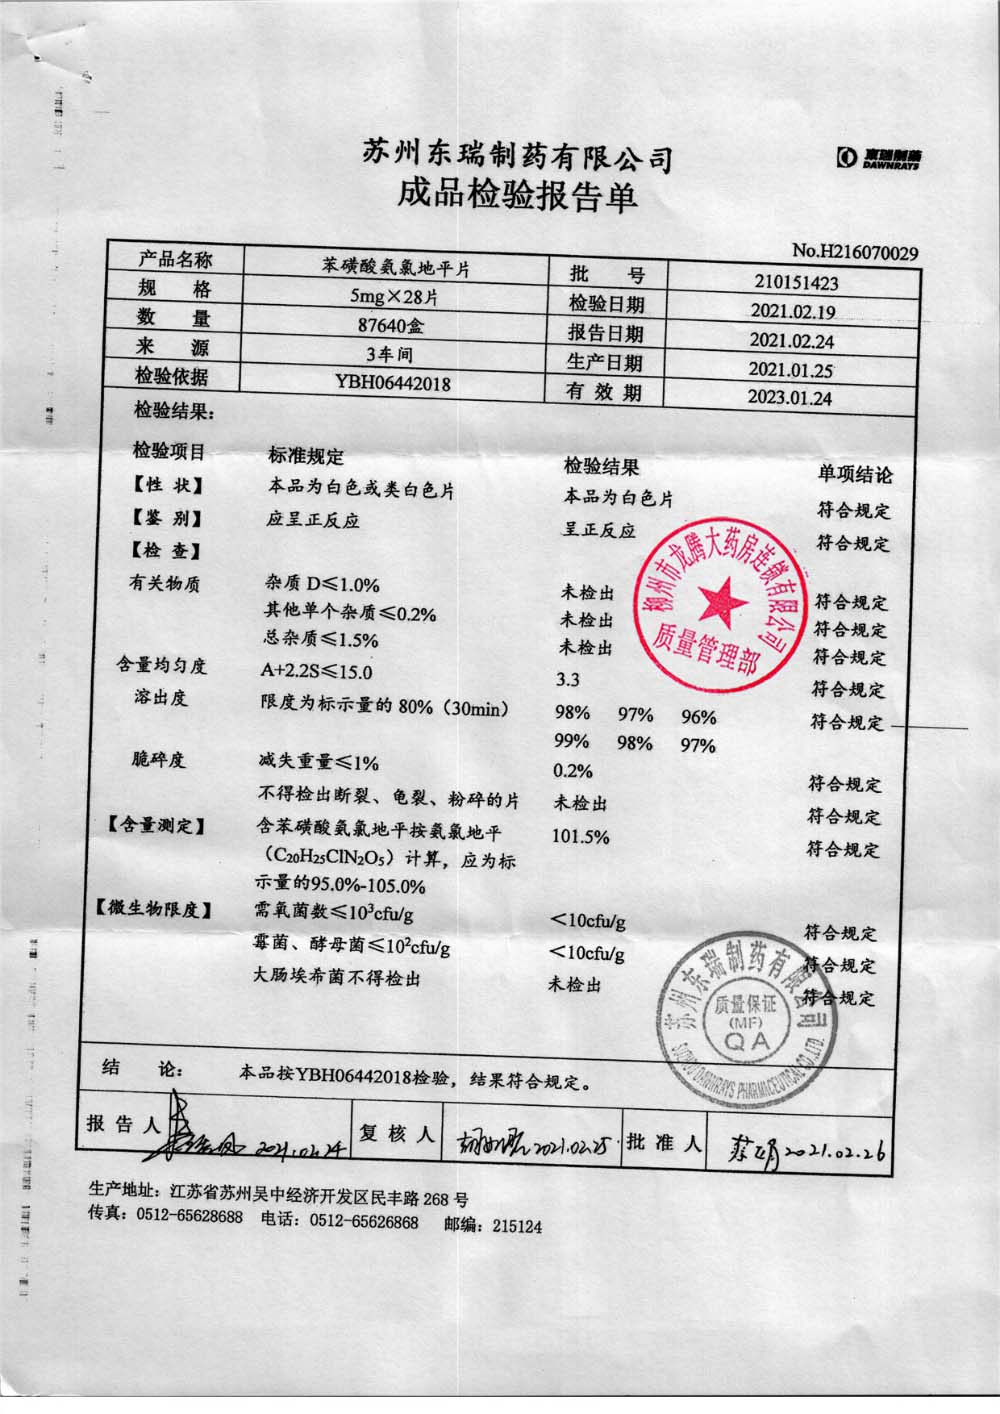 苏州东瑞制药有限公司
东瑞制药
DAWNRAYS
成品检验报告单
No.H216070029
产品名称 苯磺酸氨氯地平片 批 号 210151423
规 格 5mg×28片 检验日期 2021.02.19
数 量 87640盒 报告日期 2021.02.24
来 源 3车间 生产日期 2021.01.25
检验依据 YBH06442018 有 效 期 2023.01.24
检验结果：
检验项目 标准规定 检验结果 单项结论
【性 状】 本品为白色或类白色片 本品为白色片 符合规定
【鉴 别】 应呈正反应 呈正反应 符合规定
【检 查】
有关物质 杂质 D≤1.0% 未检出 符合规定
其他单个杂质≤0.2% 未检出 符合规定
总杂质≤1.5% 未检出 符合规定
含量均匀度 A+2.2S≤15.0 3.3 符合规定
溶出度 限度为标示量的 80%（30min） 98% 97% 96% 符合规定
99% 98% 97%
脆碎度 减失重量≤1% 0.2% 符合规定
不得检出断裂、龟裂、粉碎的片 未检出 符合规定
【含量测定】 含苯磺酸氨氯地平按氨氯地平 101.5% 符合规定
（C20H25ClN2O5）计算，应为标
示量的95.0%-105.0%
【微生物限度】 需氧菌数≤10³cfu/g <10cfu/g 符合规定
霉菌、酵母菌≤10²cfu/g <10cfu/g 符合规定
大肠埃希菌不得检出 未检出 符合规定
柳州市龙腾大药房连锁有限公司
质量管理部
苏州东瑞制药有限公司
质量保证
(MF)
QA
SUZHOU DAWNRAYS PHARMACEUTICAL CO.,LTD.
结 论： 本品按YBH06442018检验，结果符合规定。
报 告 人 2021.02.24 复 核 人 2021.02.25 批 准 人 2021.02.26
生产地址：江苏省苏州吴中经济开发区民丰路 268 号
传真：0512-65628688 电话：0512-65626868 邮编：215124